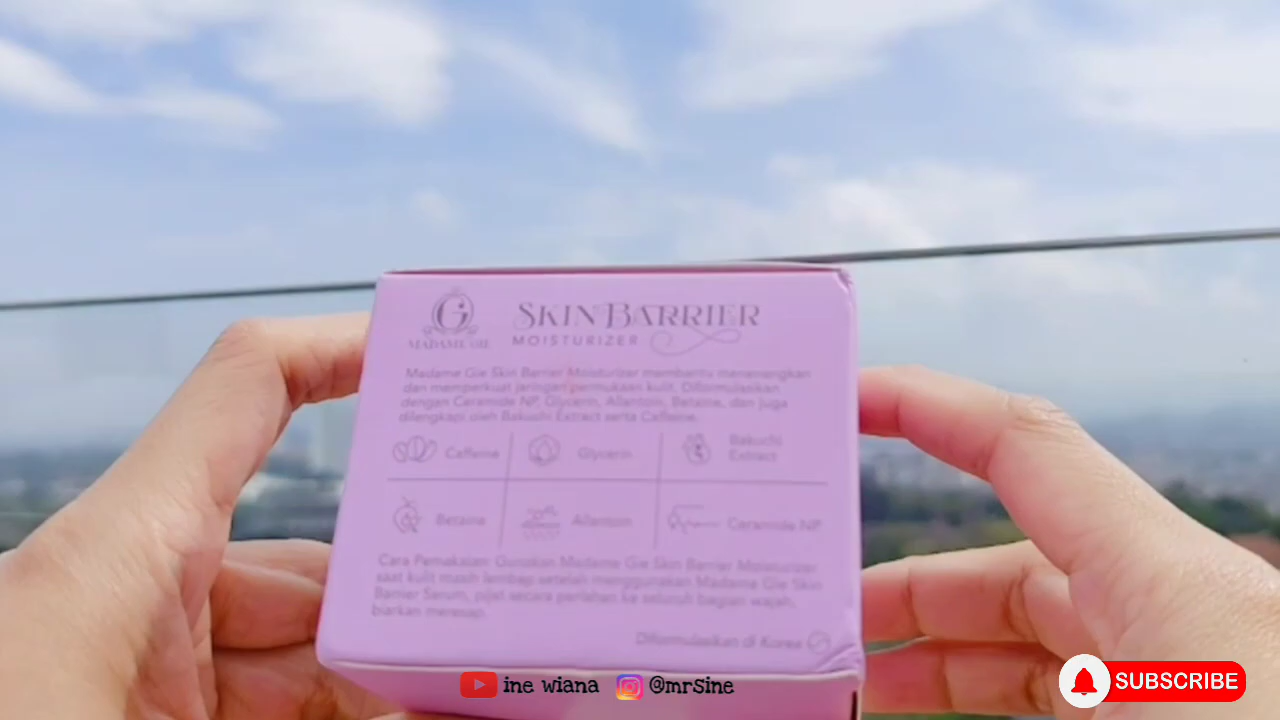 G
MADAME GIE
SKIN BARRIER
MOISTURIZER
Madame Gie Skin Barrier Moisturizer membantu menenangkan
dan memperkuat jaringan permukaan kulit. Diformulasikan
dengan Ceramide NP, Glycerin, Allantoin, Betaine, dan juga
dilengkapi oleh Bakuchi Extract serta Caffeine.
Caffeine
Glycerin
Bakuchi
Extract
Betaine
Allantoin
Ceramide NP
Cara Pemakaian: Gunakan Madame Gie Skin Barrier Moisturizer
saat kulit masih lembap setelah menggunakan Madame Gie Skin
Barrier Serum, pijat secara perlahan ke seluruh bagian wajah,
biarkan meresap.
Diformulasikan di Korea
ine wiana
@mrsine
SUBSCRIBE